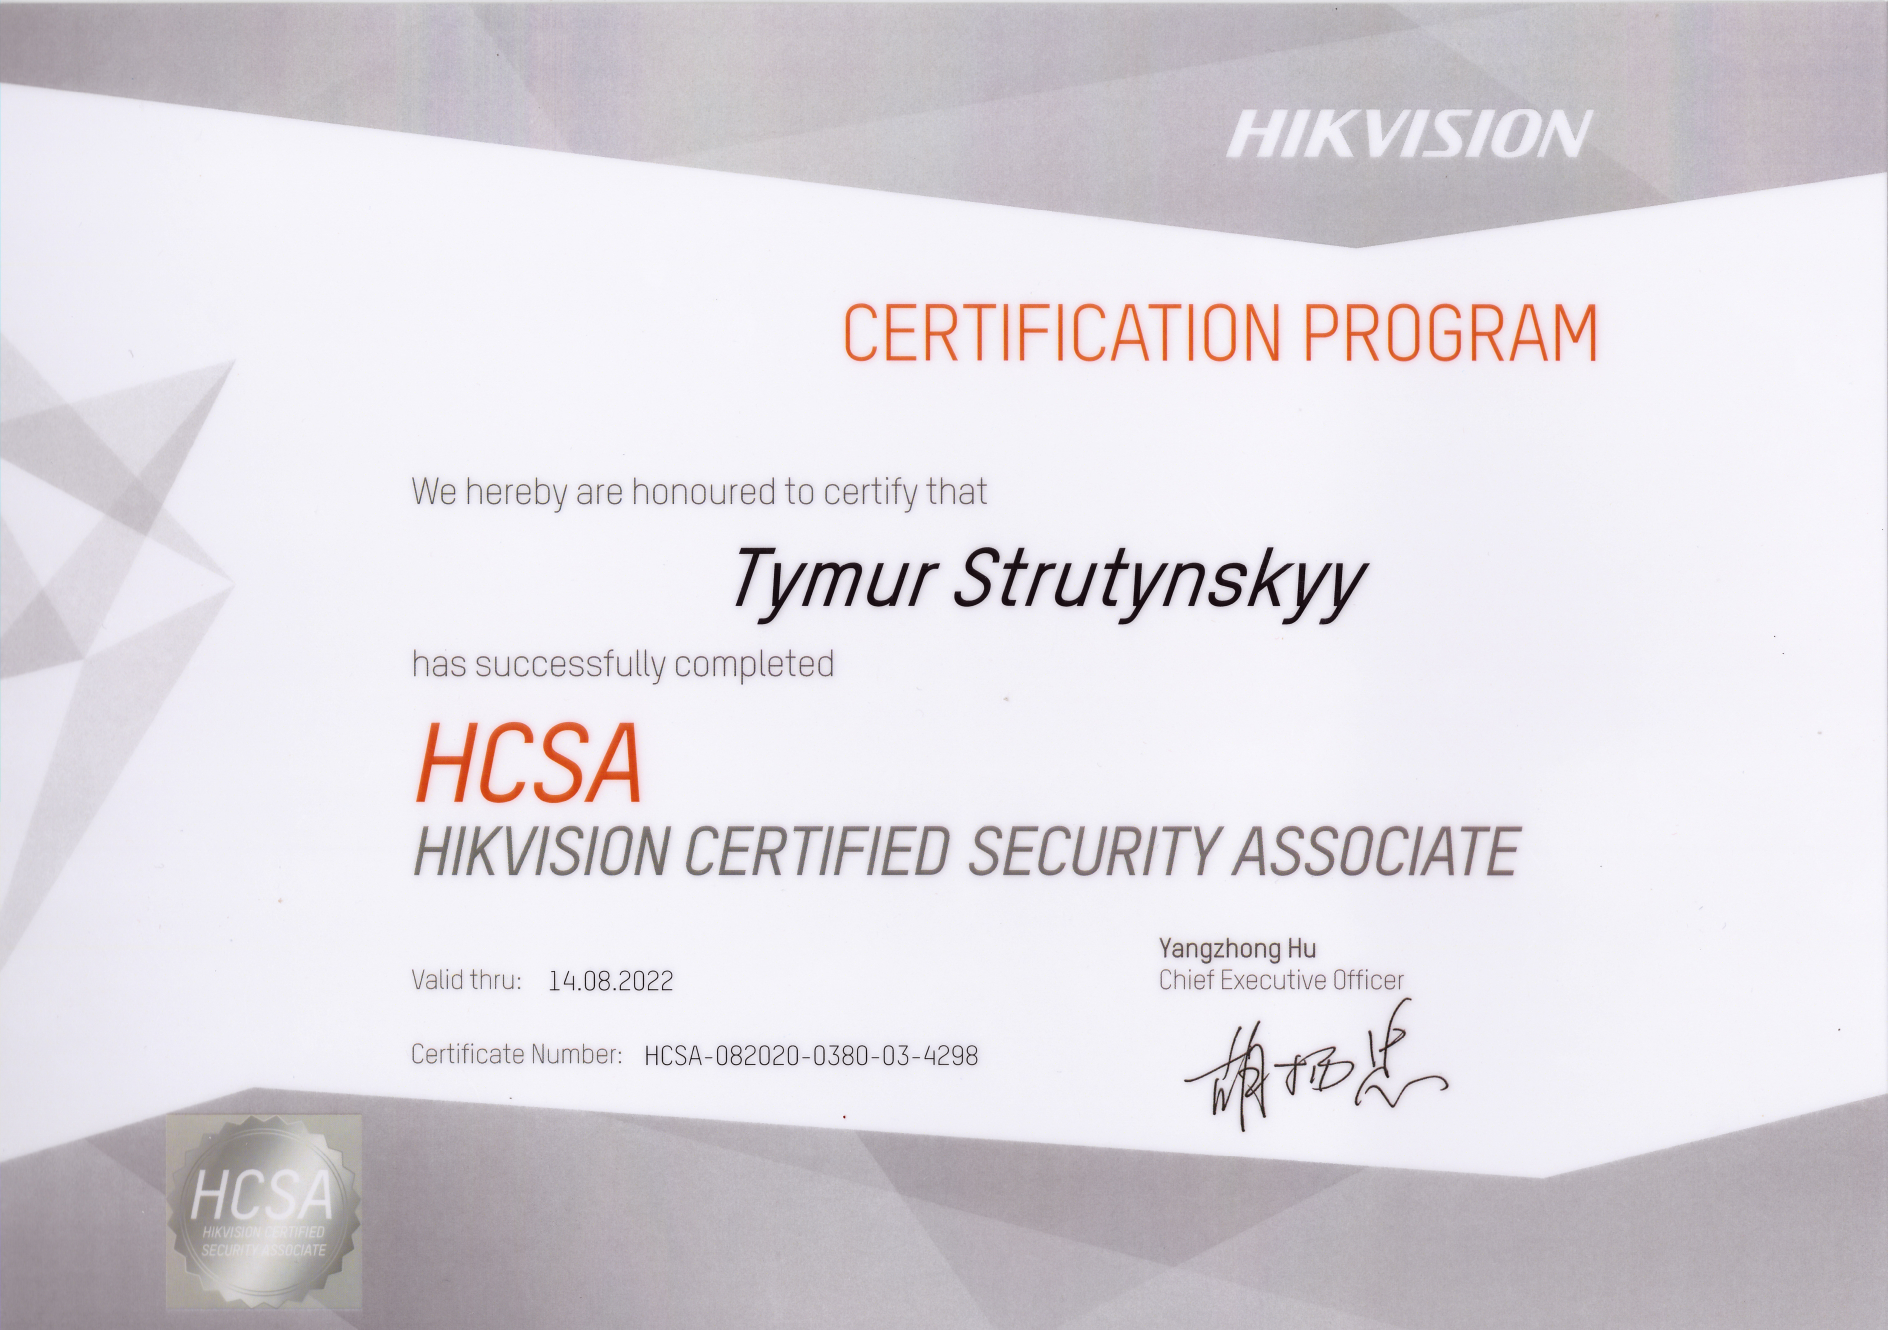 HIKVISION
CERTIFICATION PROGRAM
We hereby are honoured to certify that
Tymur Strutynskyy
has successfully completed
HCSA
HIKVISION CERTIFIED SECURITY ASSOCIATE
Yangzhong Hu
Chief Executive Officer
Valid thru: 14.08.2022
Certificate Number: HCSA-082020-0380-03-4298
胡扬忠
HCSA
HIKVISION CERTIFIED
SECURITY ASSOCIATE